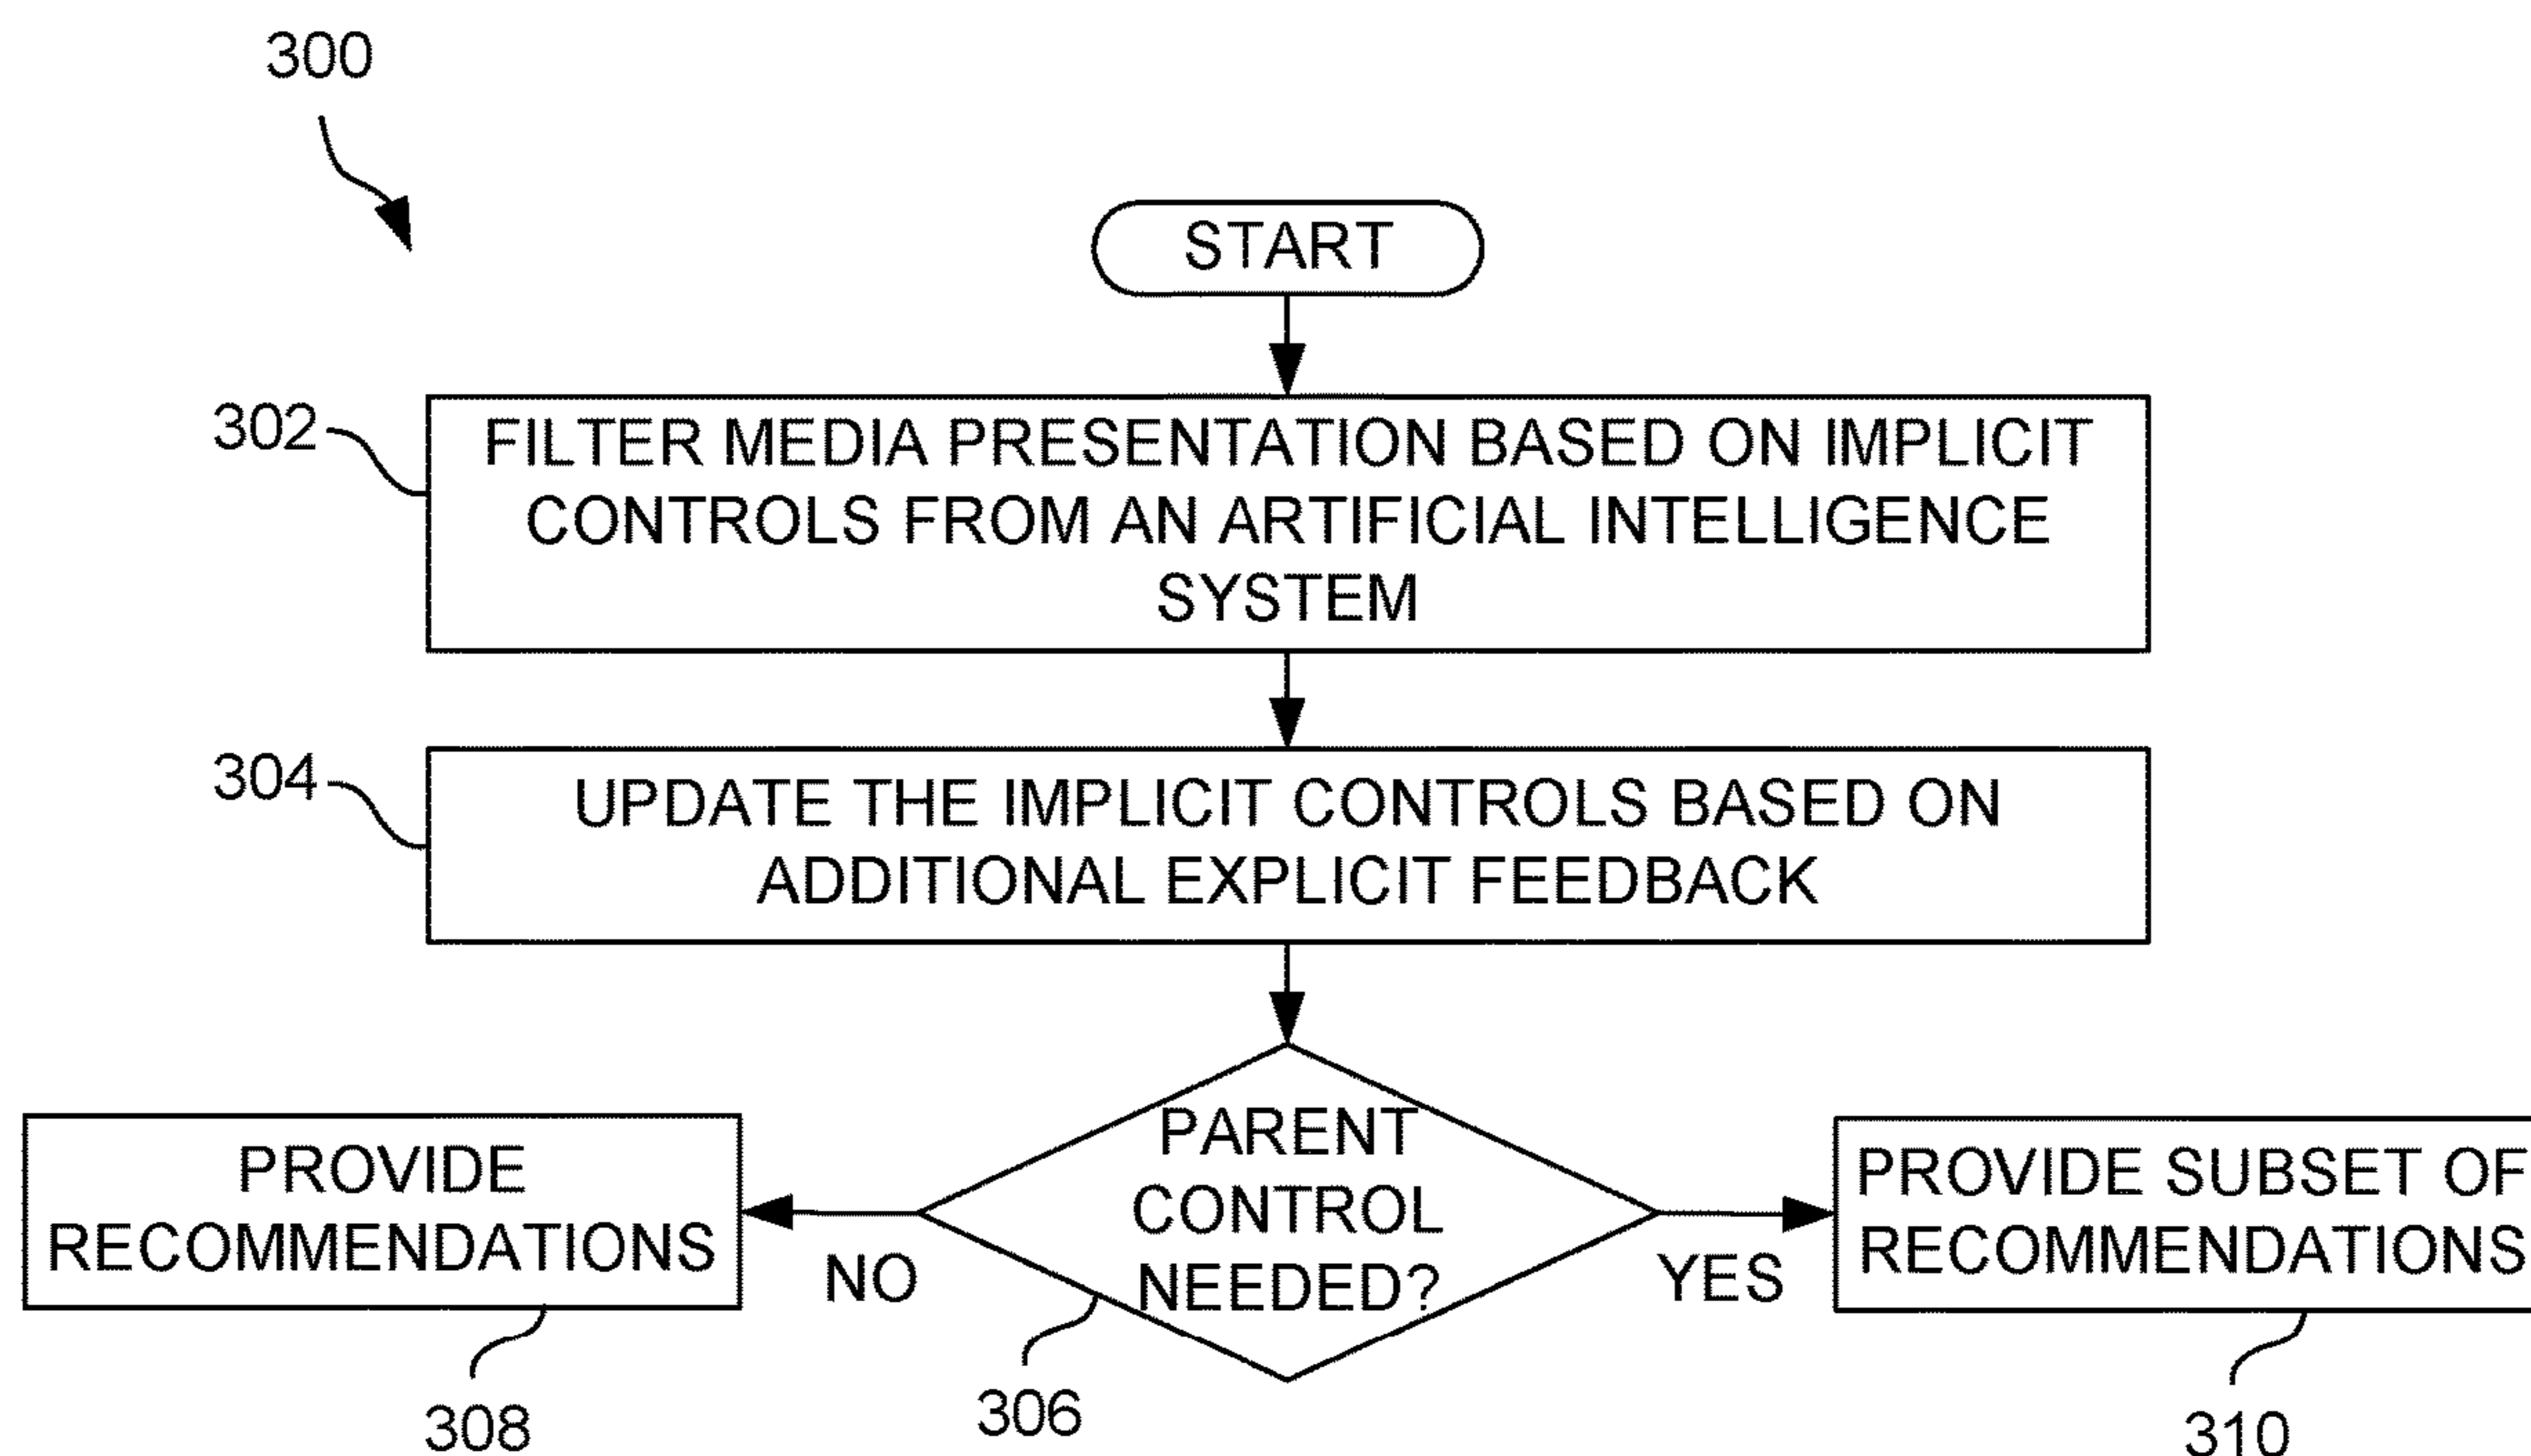 300
START
302
FILTER MEDIA PRESENTATION BASED ON IMPLICIT
CONTROLS FROM AN ARTIFICIAL INTELLIGENCE
SYSTEM
304
UPDATE THE IMPLICIT CONTROLS BASED ON
ADDITIONAL EXPLICIT FEEDBACK
PROVIDE
RECOMMENDATIONS
NO
PARENT
CONTROL
NEEDED?
YES
PROVIDE SUBSET OF
RECOMMENDATIONS
308
306
310